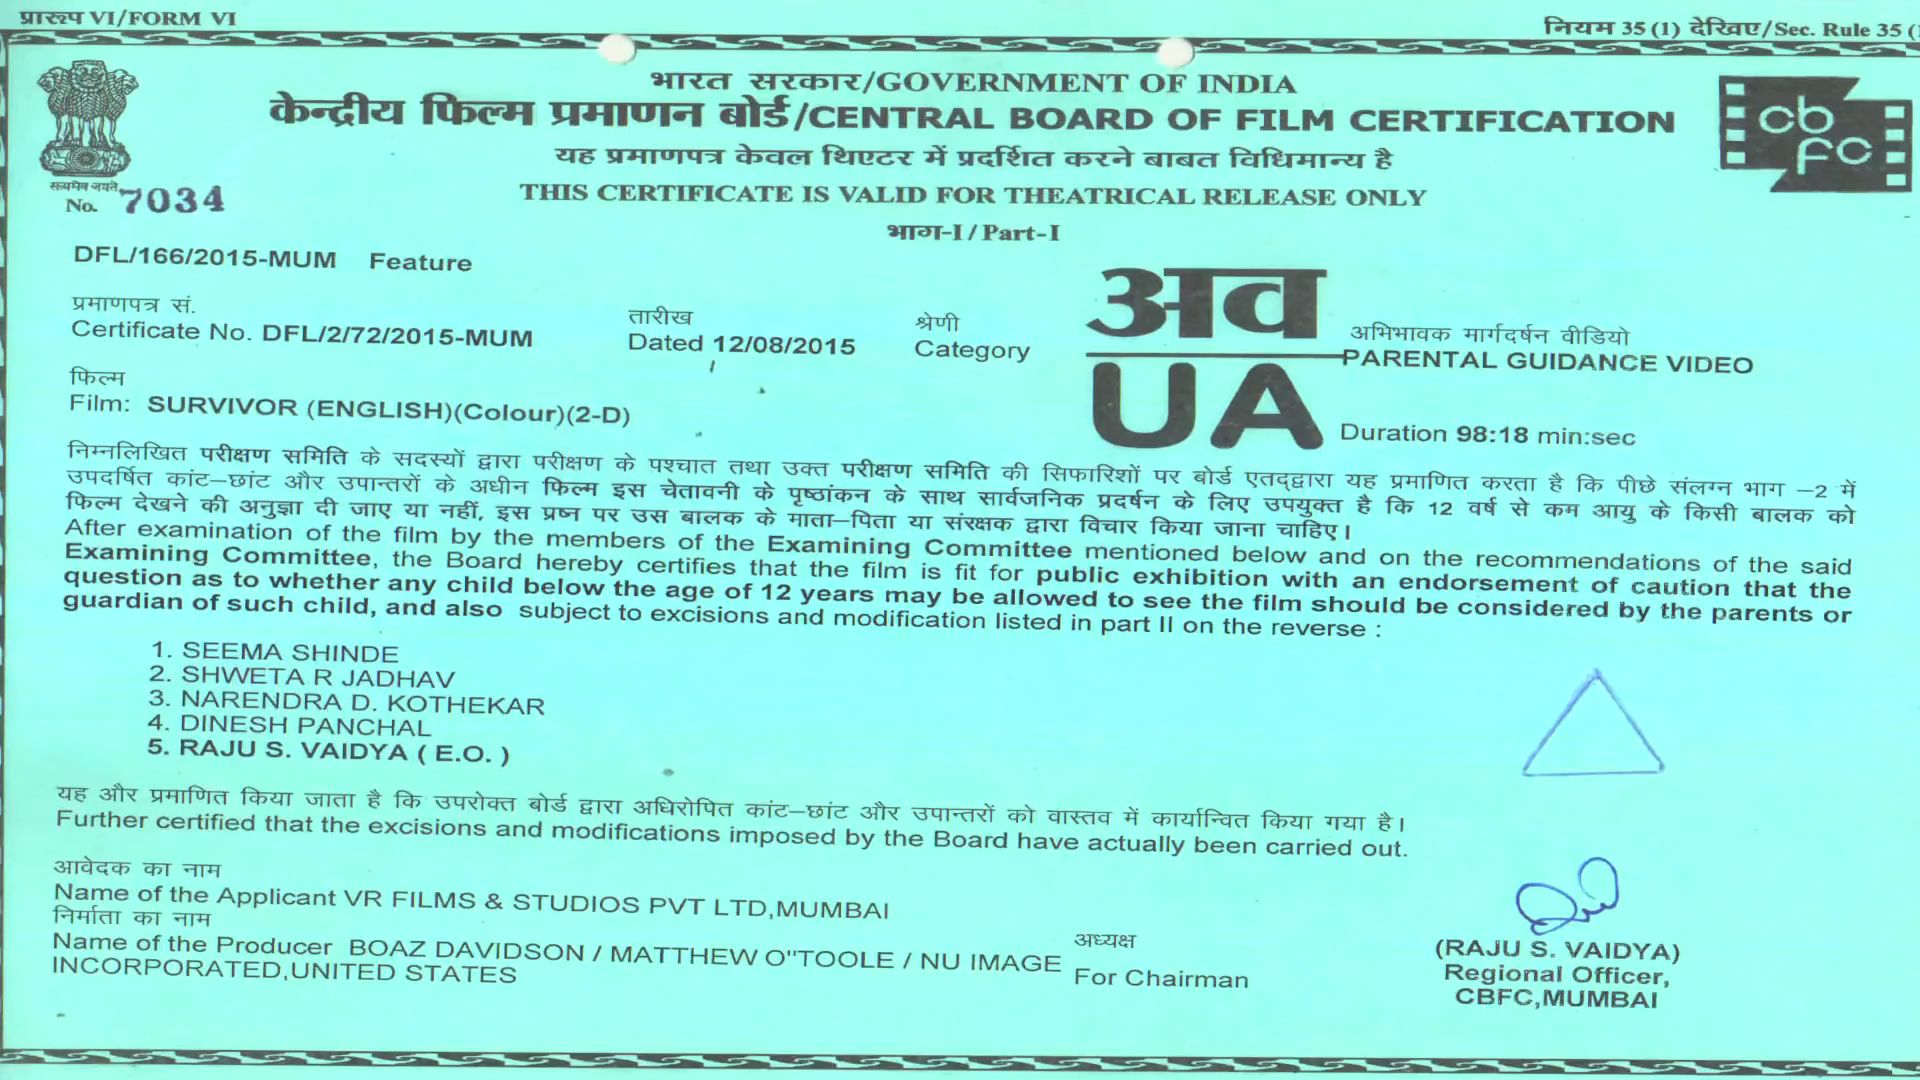 प्रारूप VI/FORM VI
नियम 35 (1) देखिए/Sec. Rule 35 (1
भारत सरकार/GOVERNMENT OF INDIA
केन्द्रीय फिल्म प्रमाणन बोर्ड/CENTRAL BOARD OF FILM CERTIFICATION
cb
fc
यह प्रमाणपत्र केवल थिएटर में प्रदर्शित करने बाबत विधिमान्य है
सत्यमेव जयते
No. 7034
THIS CERTIFICATE IS VALID FOR THEATRICAL RELEASE ONLY
भाग-I/Part-I
DFL/166/2015-MUM Feature
प्रमाणपत्र सं.
Certificate No. DFL/2/72/2015-MUM
तारीख
Dated 12/08/2015
श्रेणी
Category
अव
UA
अभिभावक मार्गदर्षन वीडियो
PARENTAL GUIDANCE VIDEO
फिल्म
Film: SURVIVOR (ENGLISH)(Colour)(2-D)
Duration 98:18 min:sec
निम्नलिखित परीक्षण समिति के सदस्यों द्वारा परीक्षण के पश्चात तथा उक्त परीक्षण समिति की सिफारिशों पर बोर्ड एतद्द्वारा यह प्रमाणित करता है कि पीछे संलग्न भाग –2 में
उपदर्षित कांट–छांट और उपान्तरों के अधीन फिल्म इस चेतावनी के पृष्ठांकन के साथ सार्वजनिक प्रदर्षन के लिए उपयुक्त है कि 12 वर्ष से कम आयु के किसी बालक को
फिल्म देखने की अनुज्ञा दी जाए या नहीं, इस प्रष्न पर उस बालक के माता–पिता या संरक्षक द्वारा विचार किया जाना चाहिए।
After examination of the film by the members of the Examining Committee mentioned below and on the recommendations of the said
Examining Committee, the Board hereby certifies that the film is fit for public exhibition with an endorsement of caution that the
question as to whether any child below the age of 12 years may be allowed to see the film should be considered by the parents or
guardian of such child, and also subject to excisions and modification listed in part II on the reverse :
1. SEEMA SHINDE
2. SHWETA R JADHAV
3. NARENDRA D. KOTHEKAR
4. DINESH PANCHAL
5. RAJU S. VAIDYA ( E.O. )
यह और प्रमाणित किया जाता है कि उपरोक्त बोर्ड द्वारा अधिरोपित कांट–छांट और उपान्तरों को वास्तव में कार्यान्वित किया गया है।
Further certified that the excisions and modifications imposed by the Board have actually been carried out.
आवेदक का नाम
Name of the Applicant VR FILMS & STUDIOS PVT LTD,MUMBAI
निर्माता का नाम
Name of the Producer BOAZ DAVIDSON / MATTHEW O"TOOLE / NU IMAGE
INCORPORATED,UNITED STATES
अध्यक्ष
For Chairman
(RAJU S. VAIDYA)
Regional Officer,
CBFC,MUMBAI